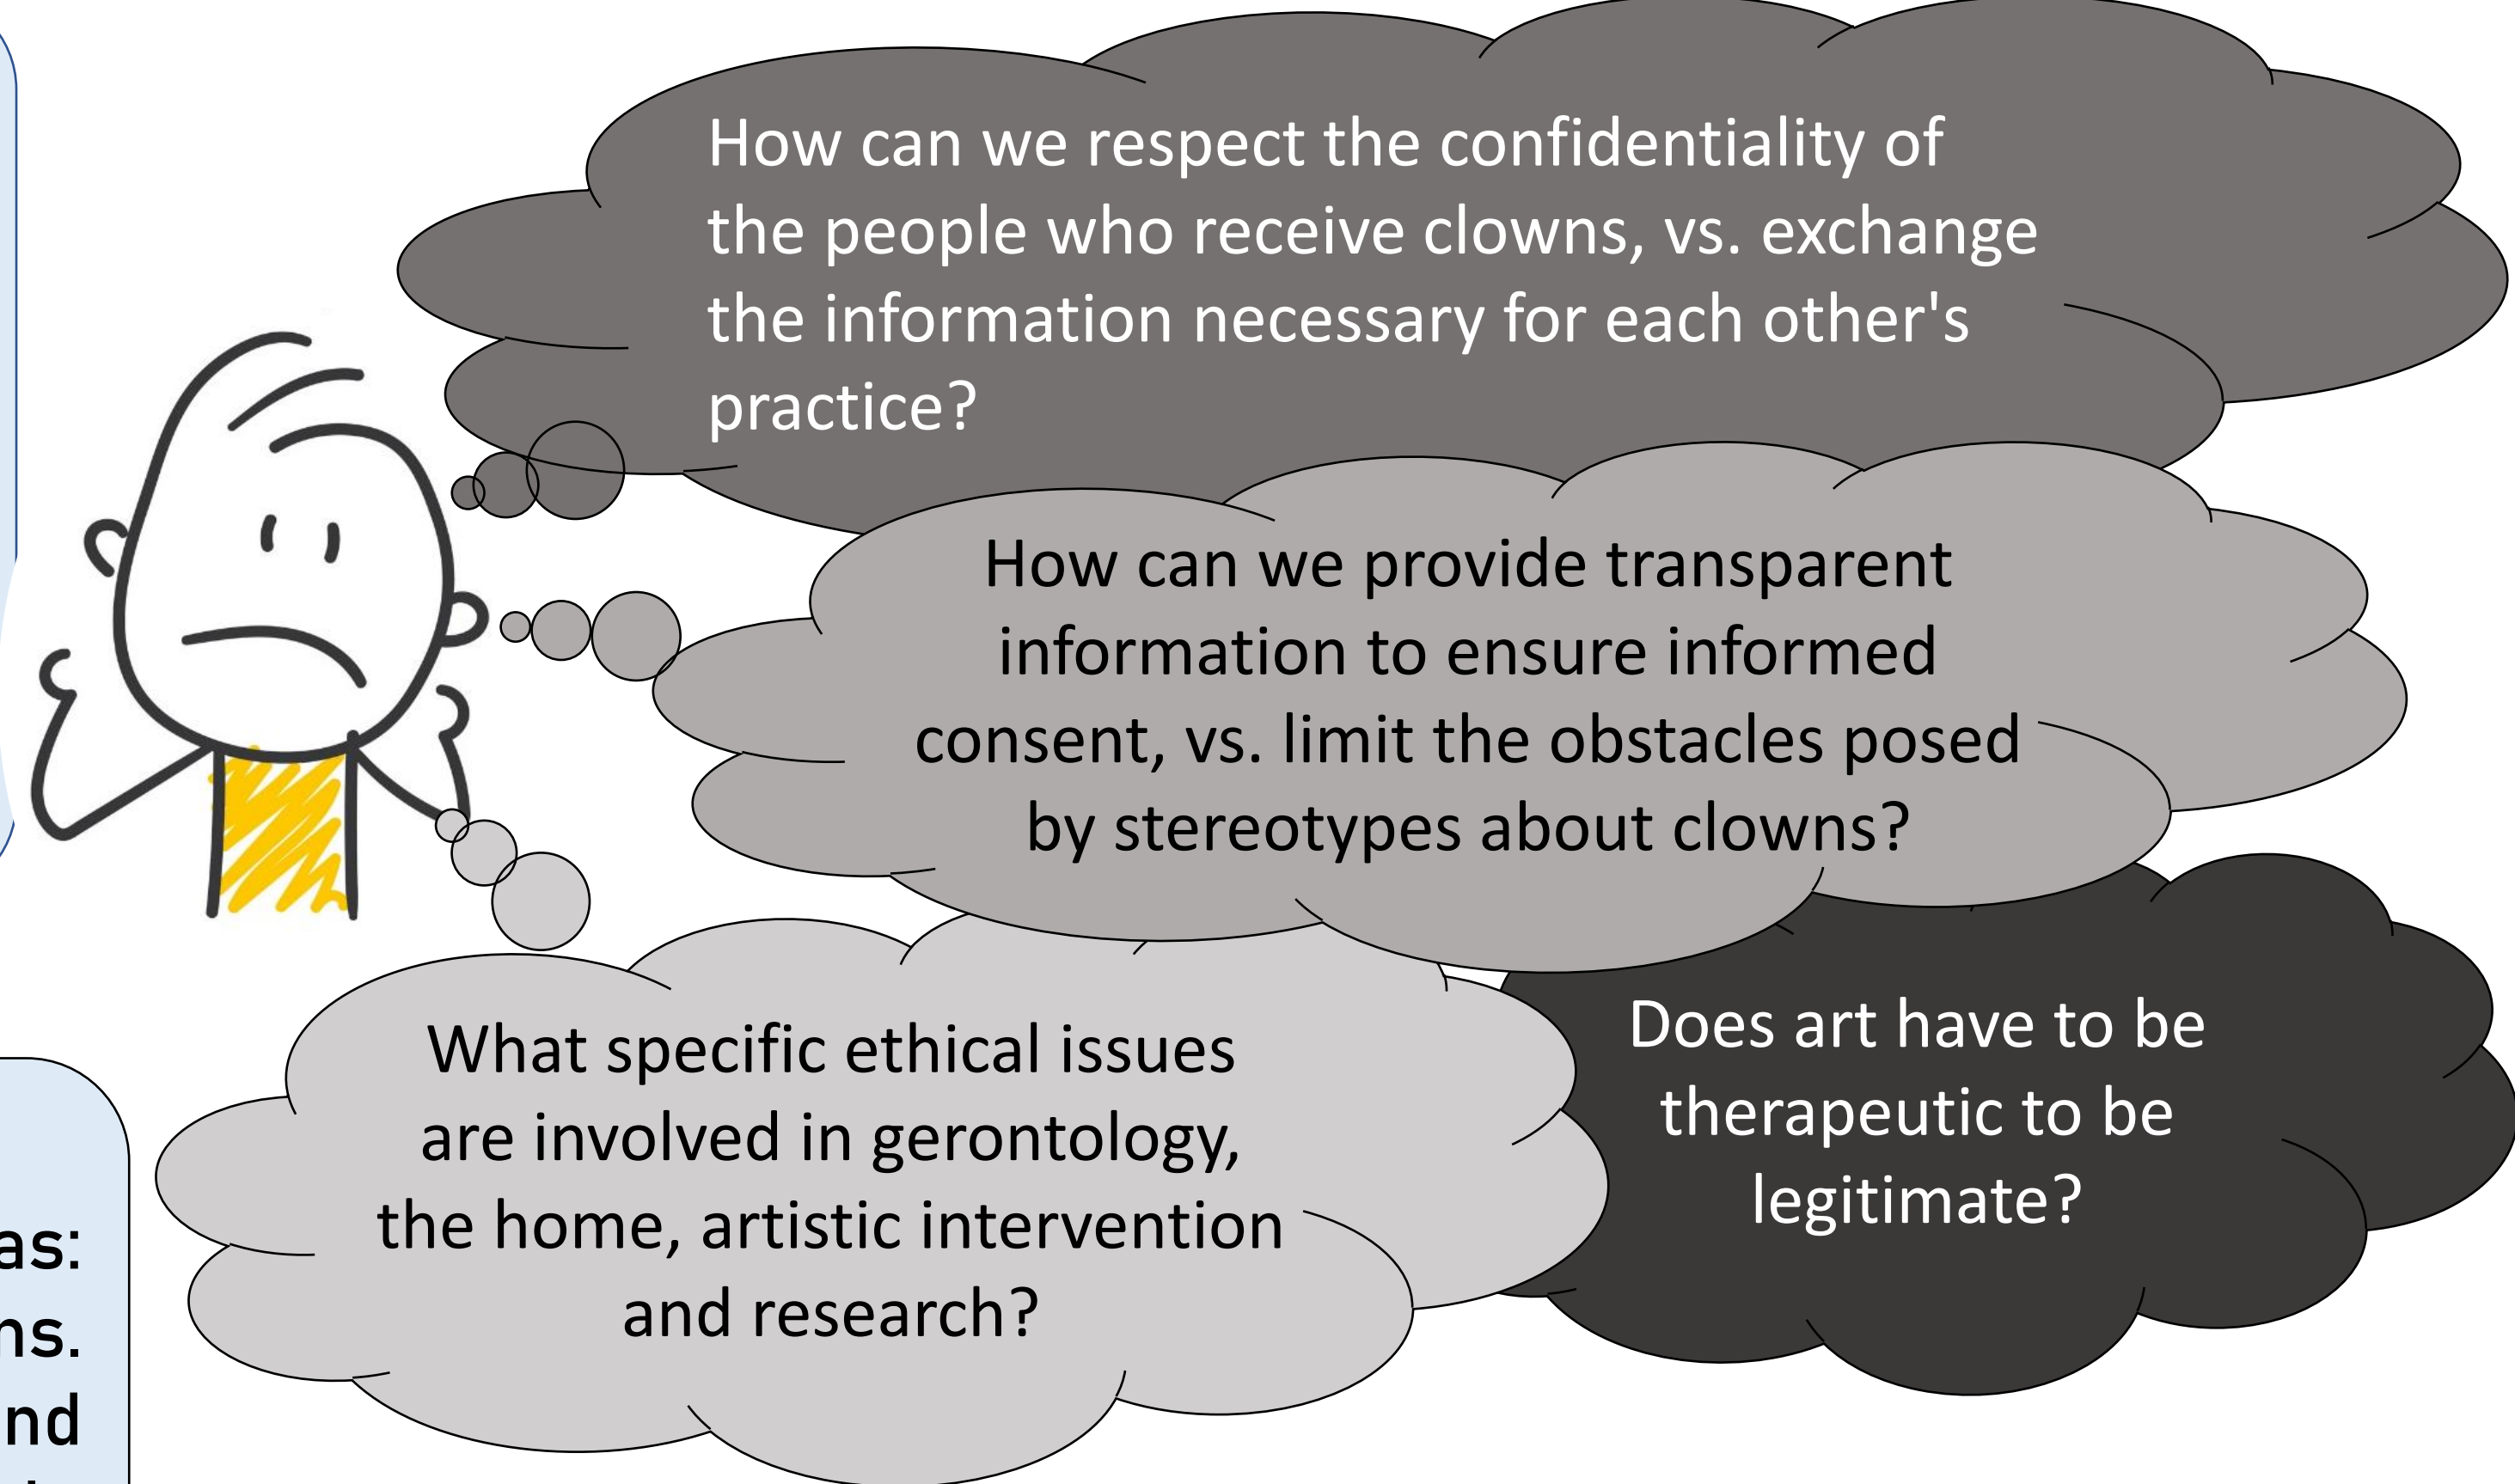 How can we respect the confidentiality of
the people who receive clowns, vs. exchange
the information necessary for each other's
practice?
How can we provide transparent
information to ensure informed
consent, vs. limit the obstacles posed
by stereotypes about clowns?
What specific ethical issues
are involved in gerontology,
the home, artistic intervention
and research?
Does art have to be
therapeutic to be
legitimate?
as:
ns.
nd